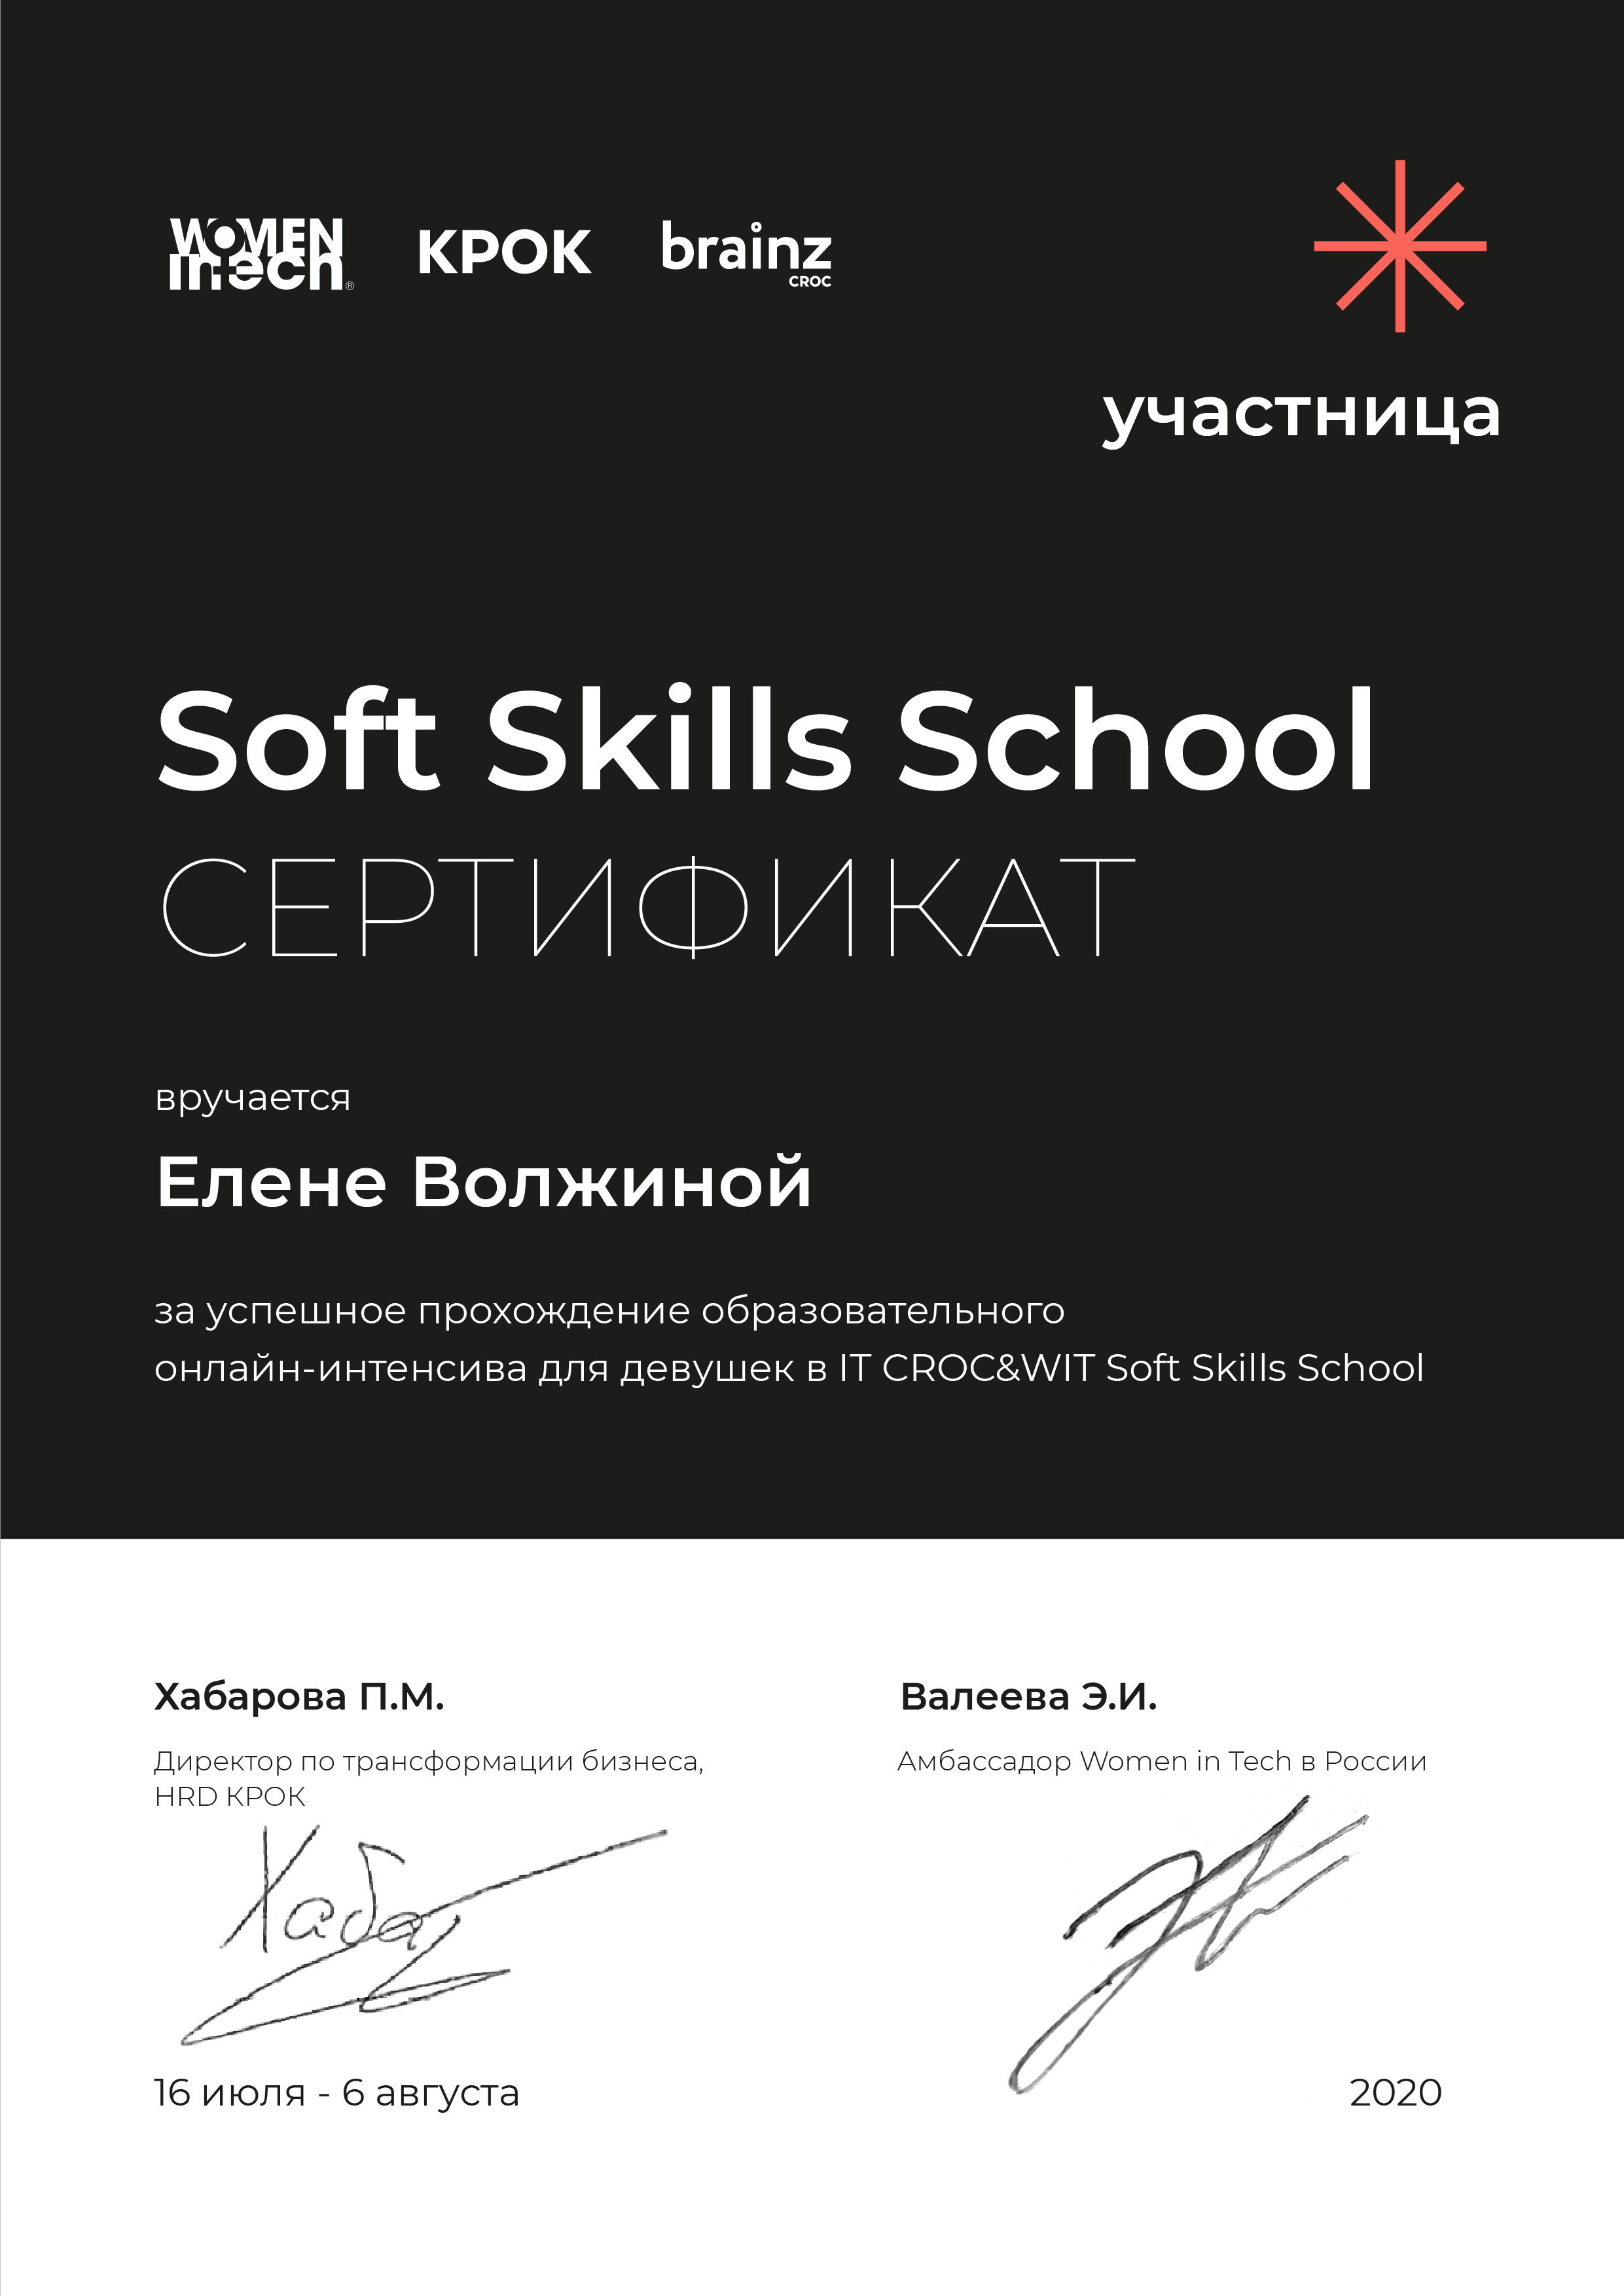 WOMEN in tech ®
КРОК
brainz
CROC
участница
Soft Skills School
СЕРТИФИКАТ
вручается
Елене Волжиной
за успешное прохождение образовательного
онлайн-интенсива для девушек в IT CROC&WIT Soft Skills School
Хабарова П.М.
Директор по трансформации бизнеса,
HRD КРОК
Валеева Э.И.
Амбассадор Women in Tech в России
16 июля - 6 августа
2020